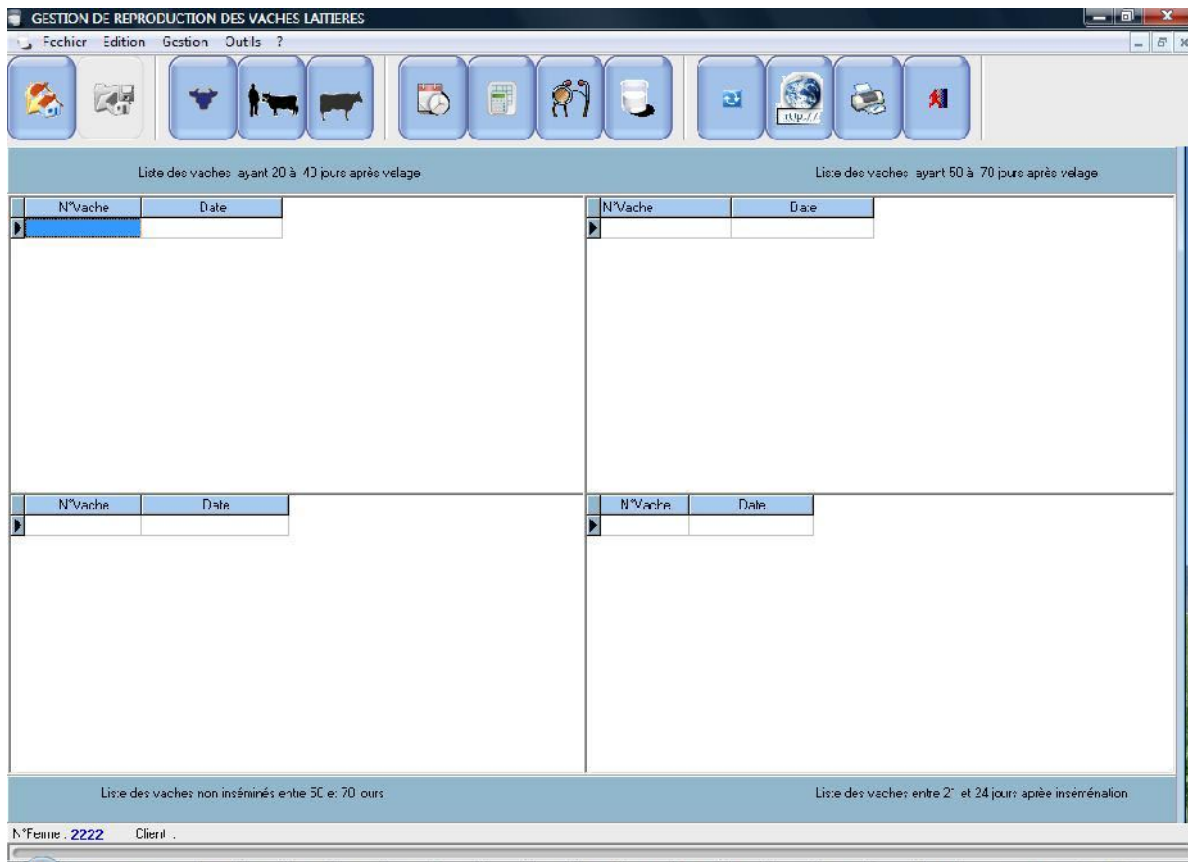 GESTION DE REPRODUCTION DES VACHES LAITIERES
Fichier Edition Gestion Outils ?
http://
Liste des vaches ayant 20 à 40 jours après velage
Liste des vaches ayant 50 à 70 jours après velage
N°Vache Date
N°Vache Date
N°Vache Date
N°Vache Date
Liste des vaches non inséminés entre 50 et 70 jours
Liste des vaches entre 21 et 24 jours après inséménation
N°Ferme : 2222 Client :